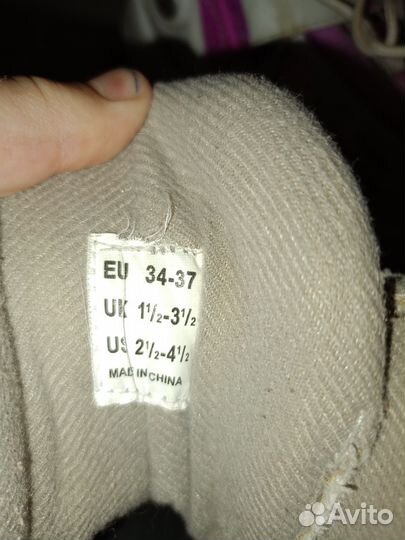 EU 34-37
UK 1½-3½
US 2½-4½
MADE IN CHINA
Avito